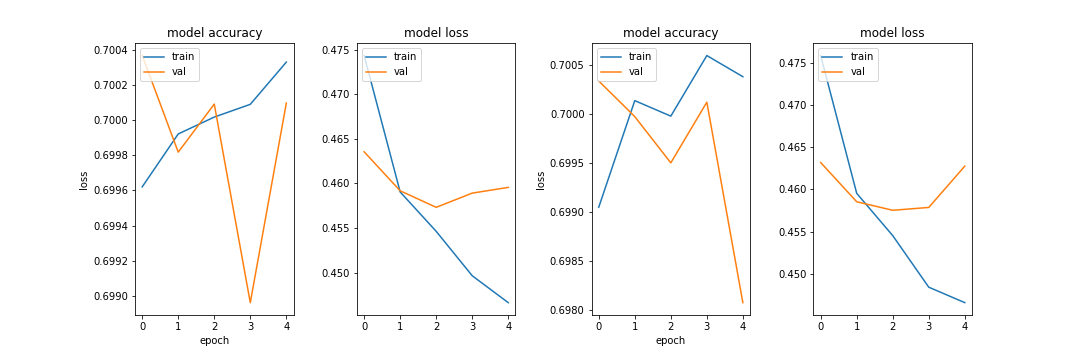 model accuracy
train
val
0.7004
0.7002
0.7000
0.6998
0.6996
0.6994
0.6992
0.6990
loss
0 1 2 3 4
epoch
model loss
train
val
0.475
0.470
0.465
0.460
0.455
0.450
0 1 2 3 4
model accuracy
train
val
0.7005
0.7000
0.6995
0.6990
0.6985
0.6980
loss
0 1 2 3 4
epoch
model loss
train
val
0.475
0.470
0.465
0.460
0.455
0.450
0 1 2 3 4